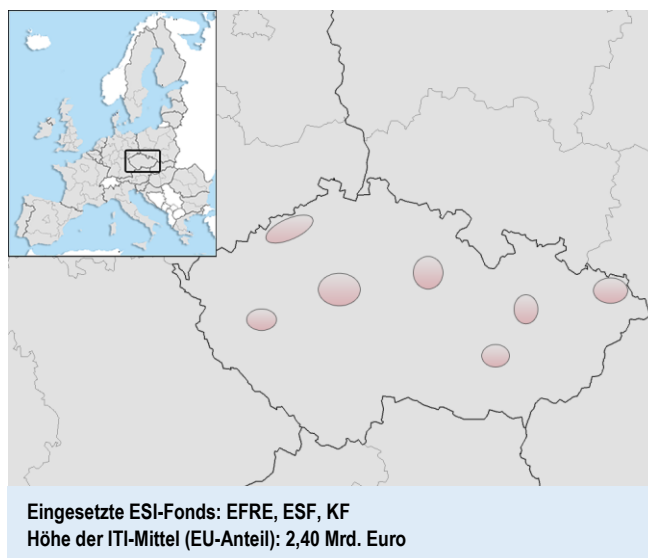 Eingesetzte ESI-Fonds: EFRE, ESF, KF
Höhe der ITI-Mittel (EU-Anteil): 2,40 Mrd. Euro